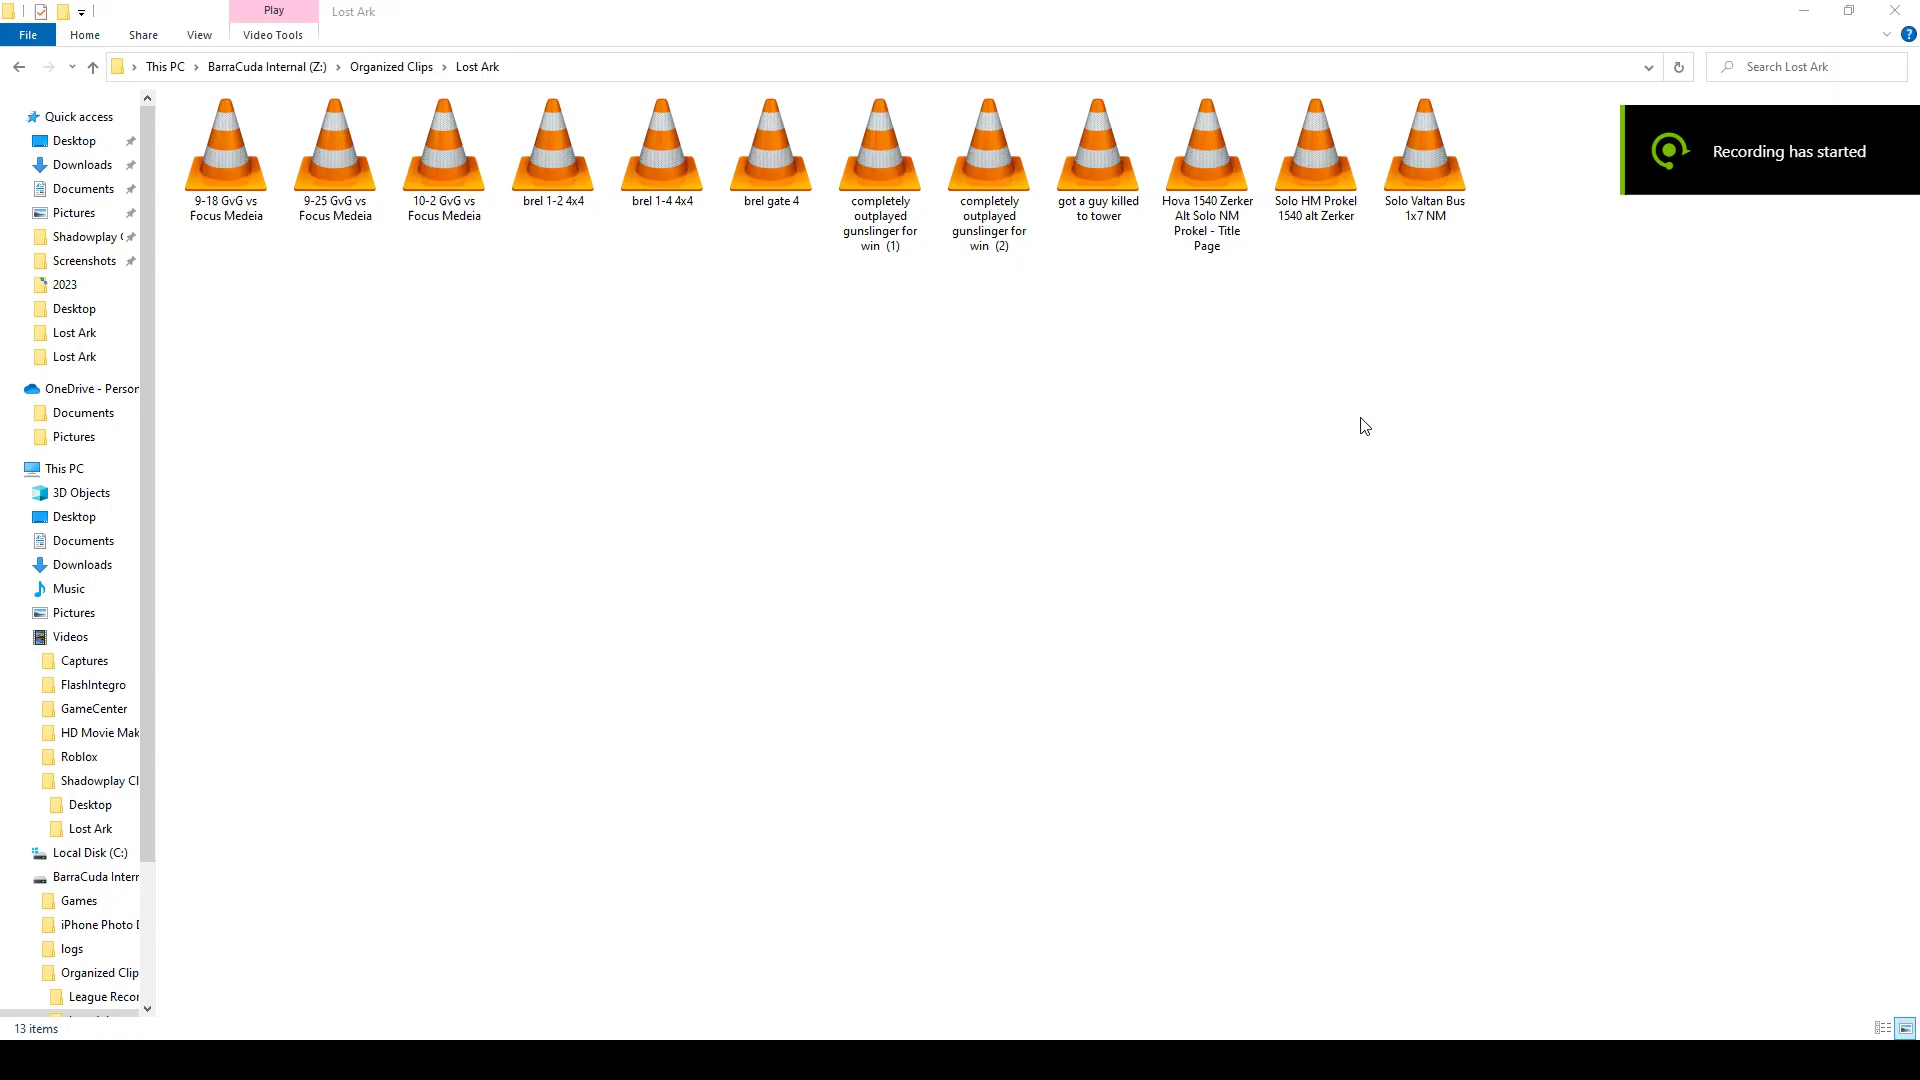 Play
Lost Ark
File
Home
Share
View
Video Tools
This PC
BarraCuda Internal (Z:)
Organized Clips
Lost Ark
Search Lost Ark
Quick access
Desktop
Downloads
Documents
Pictures
Shadowplay C
Screenshots
2023
Desktop
Lost Ark
Lost Ark
OneDrive - Person
Documents
Pictures
This PC
3D Objects
Desktop
Documents
Downloads
Music
Pictures
Videos
Captures
FlashIntegro
GameCenter
HD Movie Mak
Roblox
Shadowplay Cl
Desktop
Lost Ark
Local Disk (C:)
BarraCuda Intern
Games
iPhone Photo D
logs
Organized Clip
League Recor
9-18 GvG vs
Focus Medeia
9-25 GvG vs
Focus Medeia
10-2 GvG vs
Focus Medeia
brel 1-2 4x4
brel 1-4 4x4
brel gate 4
completely
outplayed
gunslinger for
win (1)
completely
outplayed
gunslinger for
win (2)
got a guy killed
to tower
Hova 1540 Zerker
Alt Solo NM
Prokel - Title
Page
Solo HM Prokel
1540 alt Zerker
Solo Valtan Bus
1x7 NM
Recording has started
13 items